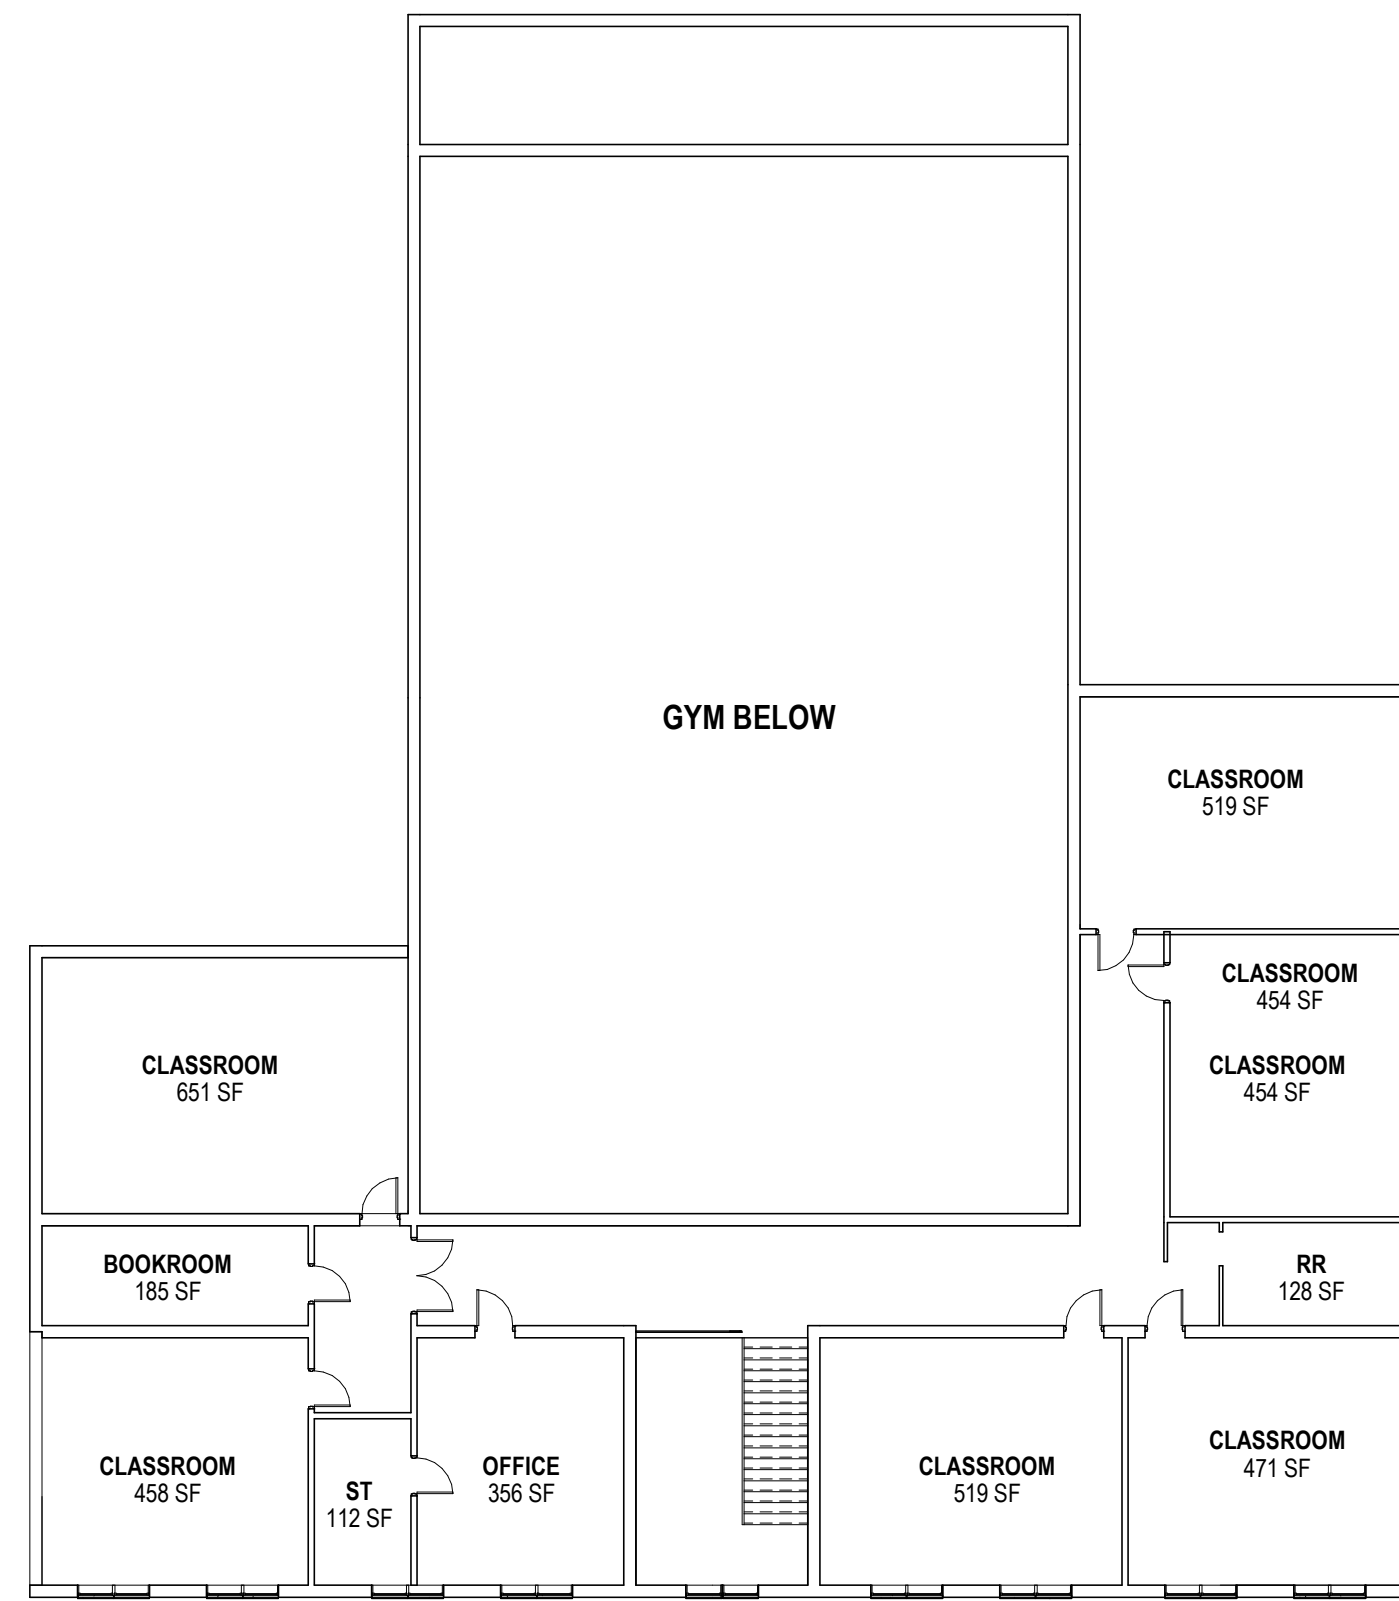 GYM BELOW
CLASSROOM
519 SF
CLASSROOM
454 SF
CLASSROOM
454 SF
CLASSROOM
651 SF
BOOKROOM
185 SF
RR
128 SF
CLASSROOM
458 SF
ST
112 SF
OFFICE
356 SF
CLASSROOM
519 SF
CLASSROOM
471 SF